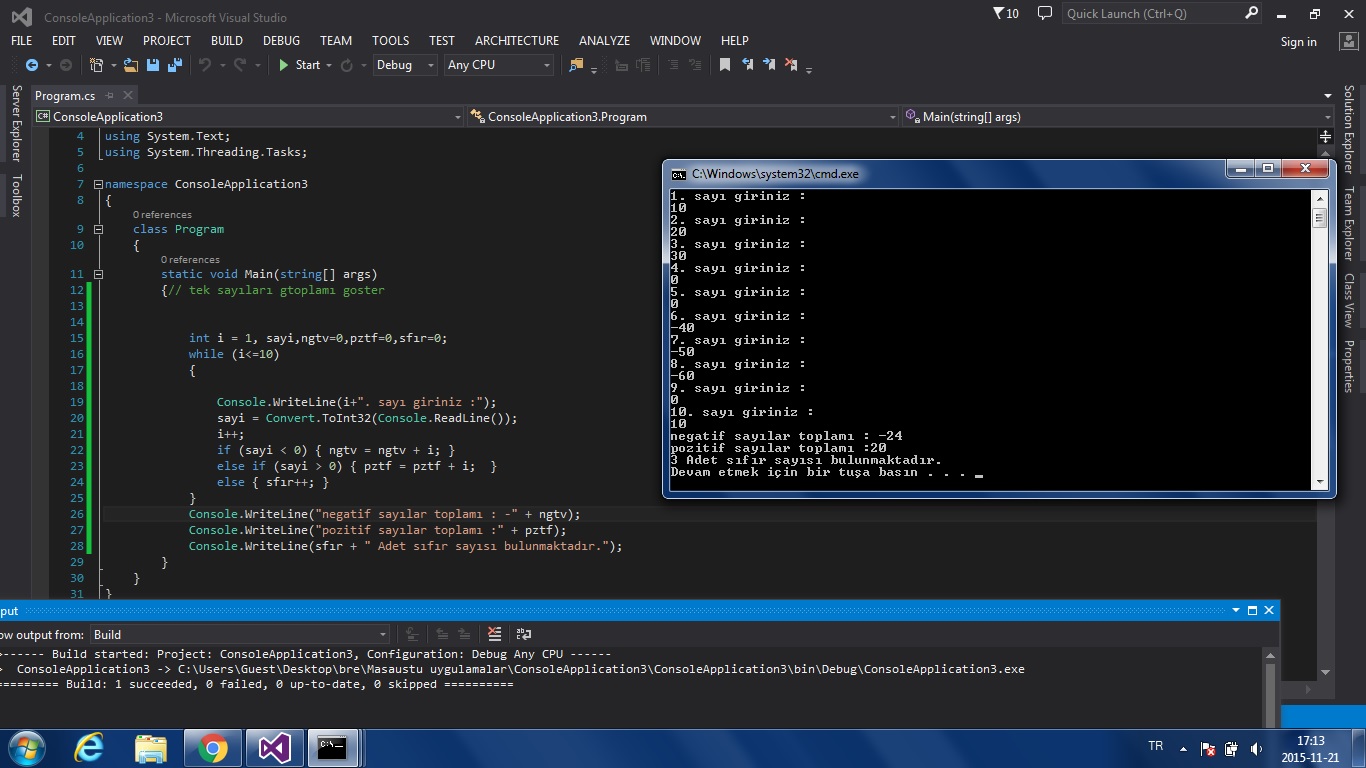 ConsoleApplication3 - Microsoft Visual Studio
10
Quick Launch (Ctrl+Q)
FILE EDIT VIEW PROJECT BUILD DEBUG TEAM TOOLS TEST ARCHITECTURE ANALYZE WINDOW HELP
Sign in
Start Debug Any CPU
Server Explorer
Toolbox
Program.cs
ConsoleApplication3
ConsoleApplication3.Program
Main(string[] args)
Solution Explorer
Team Explorer
Class View
Properties
4 using System.Text;
5 using System.Threading.Tasks;
6
7 namespace ConsoleApplication3
8 {
0 references
9 class Program
10 {
0 references
11 static void Main(string[] args)
12 {// tek sayıları gtoplamı goster
13
14
15 int i = 1, sayi,ngtv=0,pztf=0,sfır=0;
16 while (i<=10)
17 {
18
19 Console.WriteLine(i+". sayı giriniz :");
20 sayi = Convert.ToInt32(Console.ReadLine());
21 i++;
22 if (sayi < 0) { ngtv = ngtv + i; }
23 else if (sayi > 0) { pztf = pztf + i;  }
24 else { sfır++; }
25 }
26 Console.WriteLine("negatif sayılar toplamı : -" + ngtv);
27 Console.WriteLine("pozitif sayılar toplamı :" + pztf);
28 Console.WriteLine(sfır + " Adet sıfır sayısı bulunmaktadır.");
29 }
30 }
31 }
C:\Windows\system32\cmd.exe
1. sayı giriniz :
10
2. sayı giriniz :
20
3. sayı giriniz :
30
4. sayı giriniz :
0
5. sayı giriniz :
0
6. sayı giriniz :
-40
7. sayı giriniz :
-50
8. sayı giriniz :
-60
9. sayı giriniz :
0
10. sayı giriniz :
10
negatif sayılar toplamı : -24
pozitif sayılar toplamı :20
3 Adet sıfır sayısı bulunmaktadır.
Devam etmek için bir tuşa basın . . .
put
ow output from: Build
------ Build started: Project: ConsoleApplication3, Configuration: Debug Any CPU ------
> ConsoleApplication3 -> C:\Users\Guest\Desktop\bre\Masaustu uygulamalar\ConsoleApplication3\ConsoleApplication3\bin\Debug\ConsoleApplication3.exe
========= Build: 1 succeeded, 0 failed, 0 up-to-date, 0 skipped ==========
TR
17:13
2015-11-21